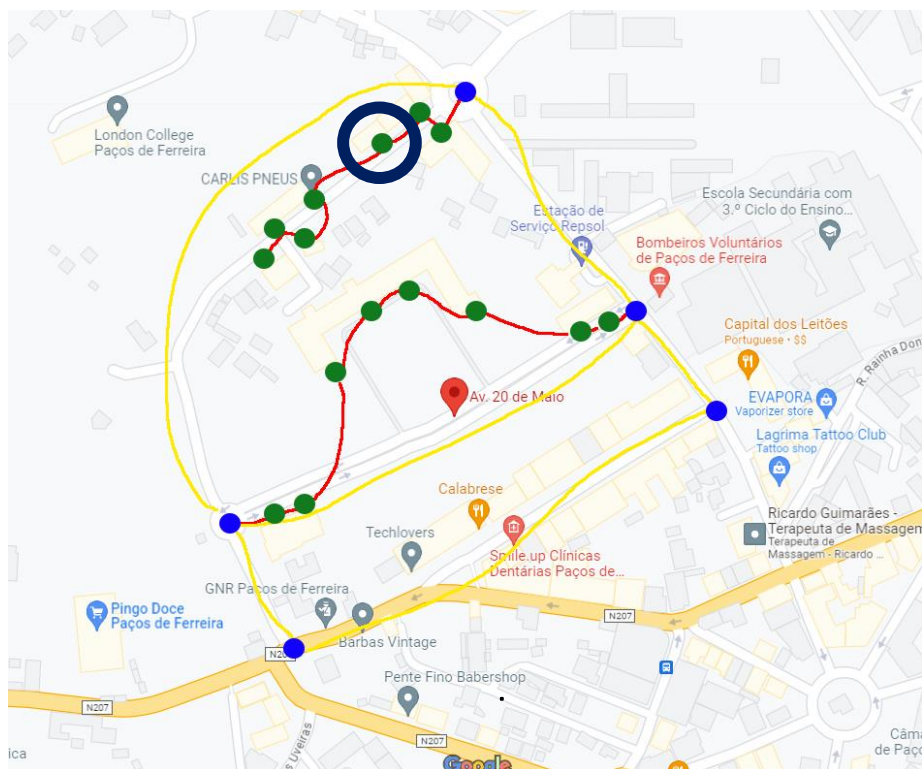 London College
Paços de Ferreira
CARLIS PNEUS
Escola Secundária com
3.º Ciclo do Ensino...
Estação de
Serviço Repsol
Bombeiros Voluntários
de Paços de Ferreira
Capital dos Leitões
Portuguese • $$
R. Rainha Don
Av. 20 de Maio
EVAPORA
Vaporizer store
Lagrima Tattoo Club
Tattoo shop
Calabrese
Techlovers
Smile.up Clínicas
Dentárias Paços de...
Ricardo Guimarães -
Terapeuta de Massagem
Terapeuta de
Massagem - Ricardo ...
GNR Paços de Ferreira
Pingo Doce
Paços de Ferreira
Barbas Vintage
N207
N20
Pente Fino Babershop
N207
N207
s Uveiras
ica
Câma
de Paço
Google